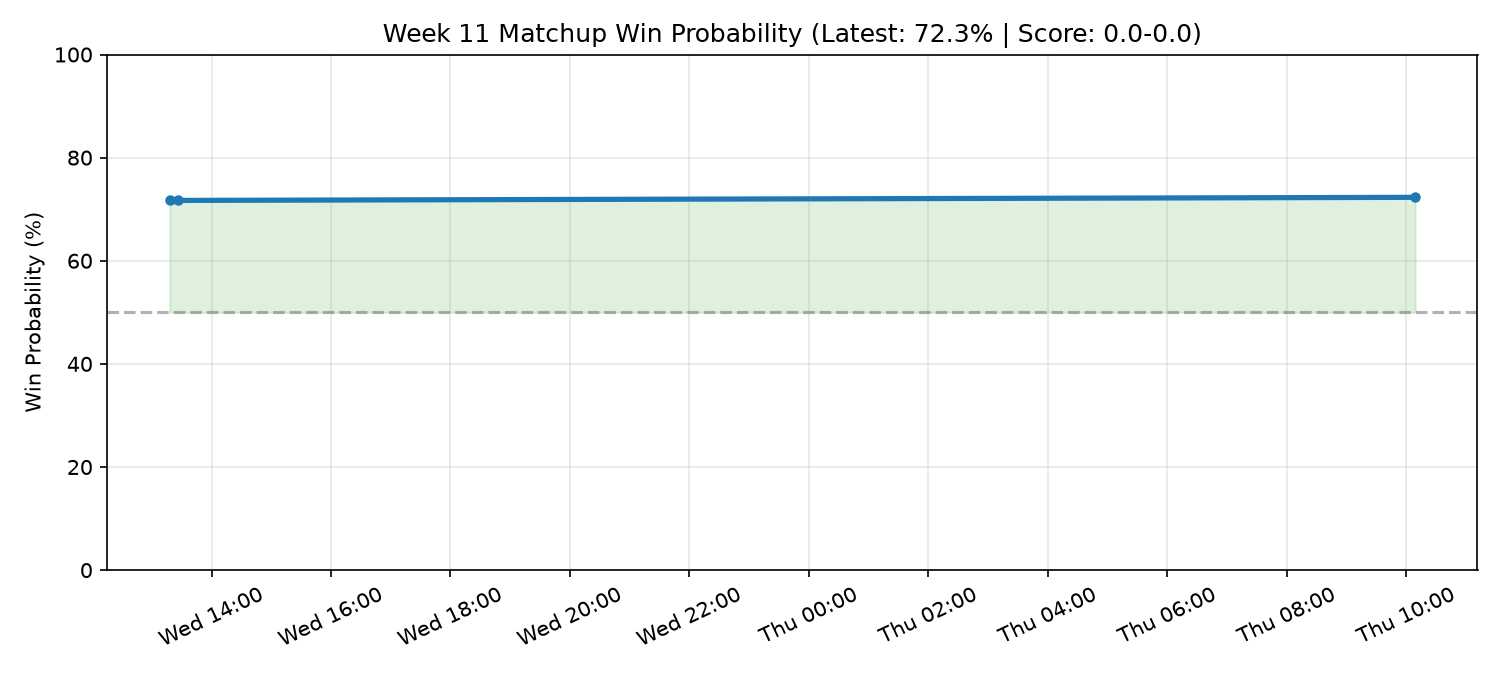 Week 11 Matchup Win Probability (Latest: 72.3% | Score: 0.0-0.0)
Win Probability (%)
100
80
60
40
20
0
Wed 14:00
Wed 16:00
Wed 18:00
Wed 20:00
Wed 22:00
Thu 00:00
Thu 02:00
Thu 04:00
Thu 06:00
Thu 08:00
Thu 10:00